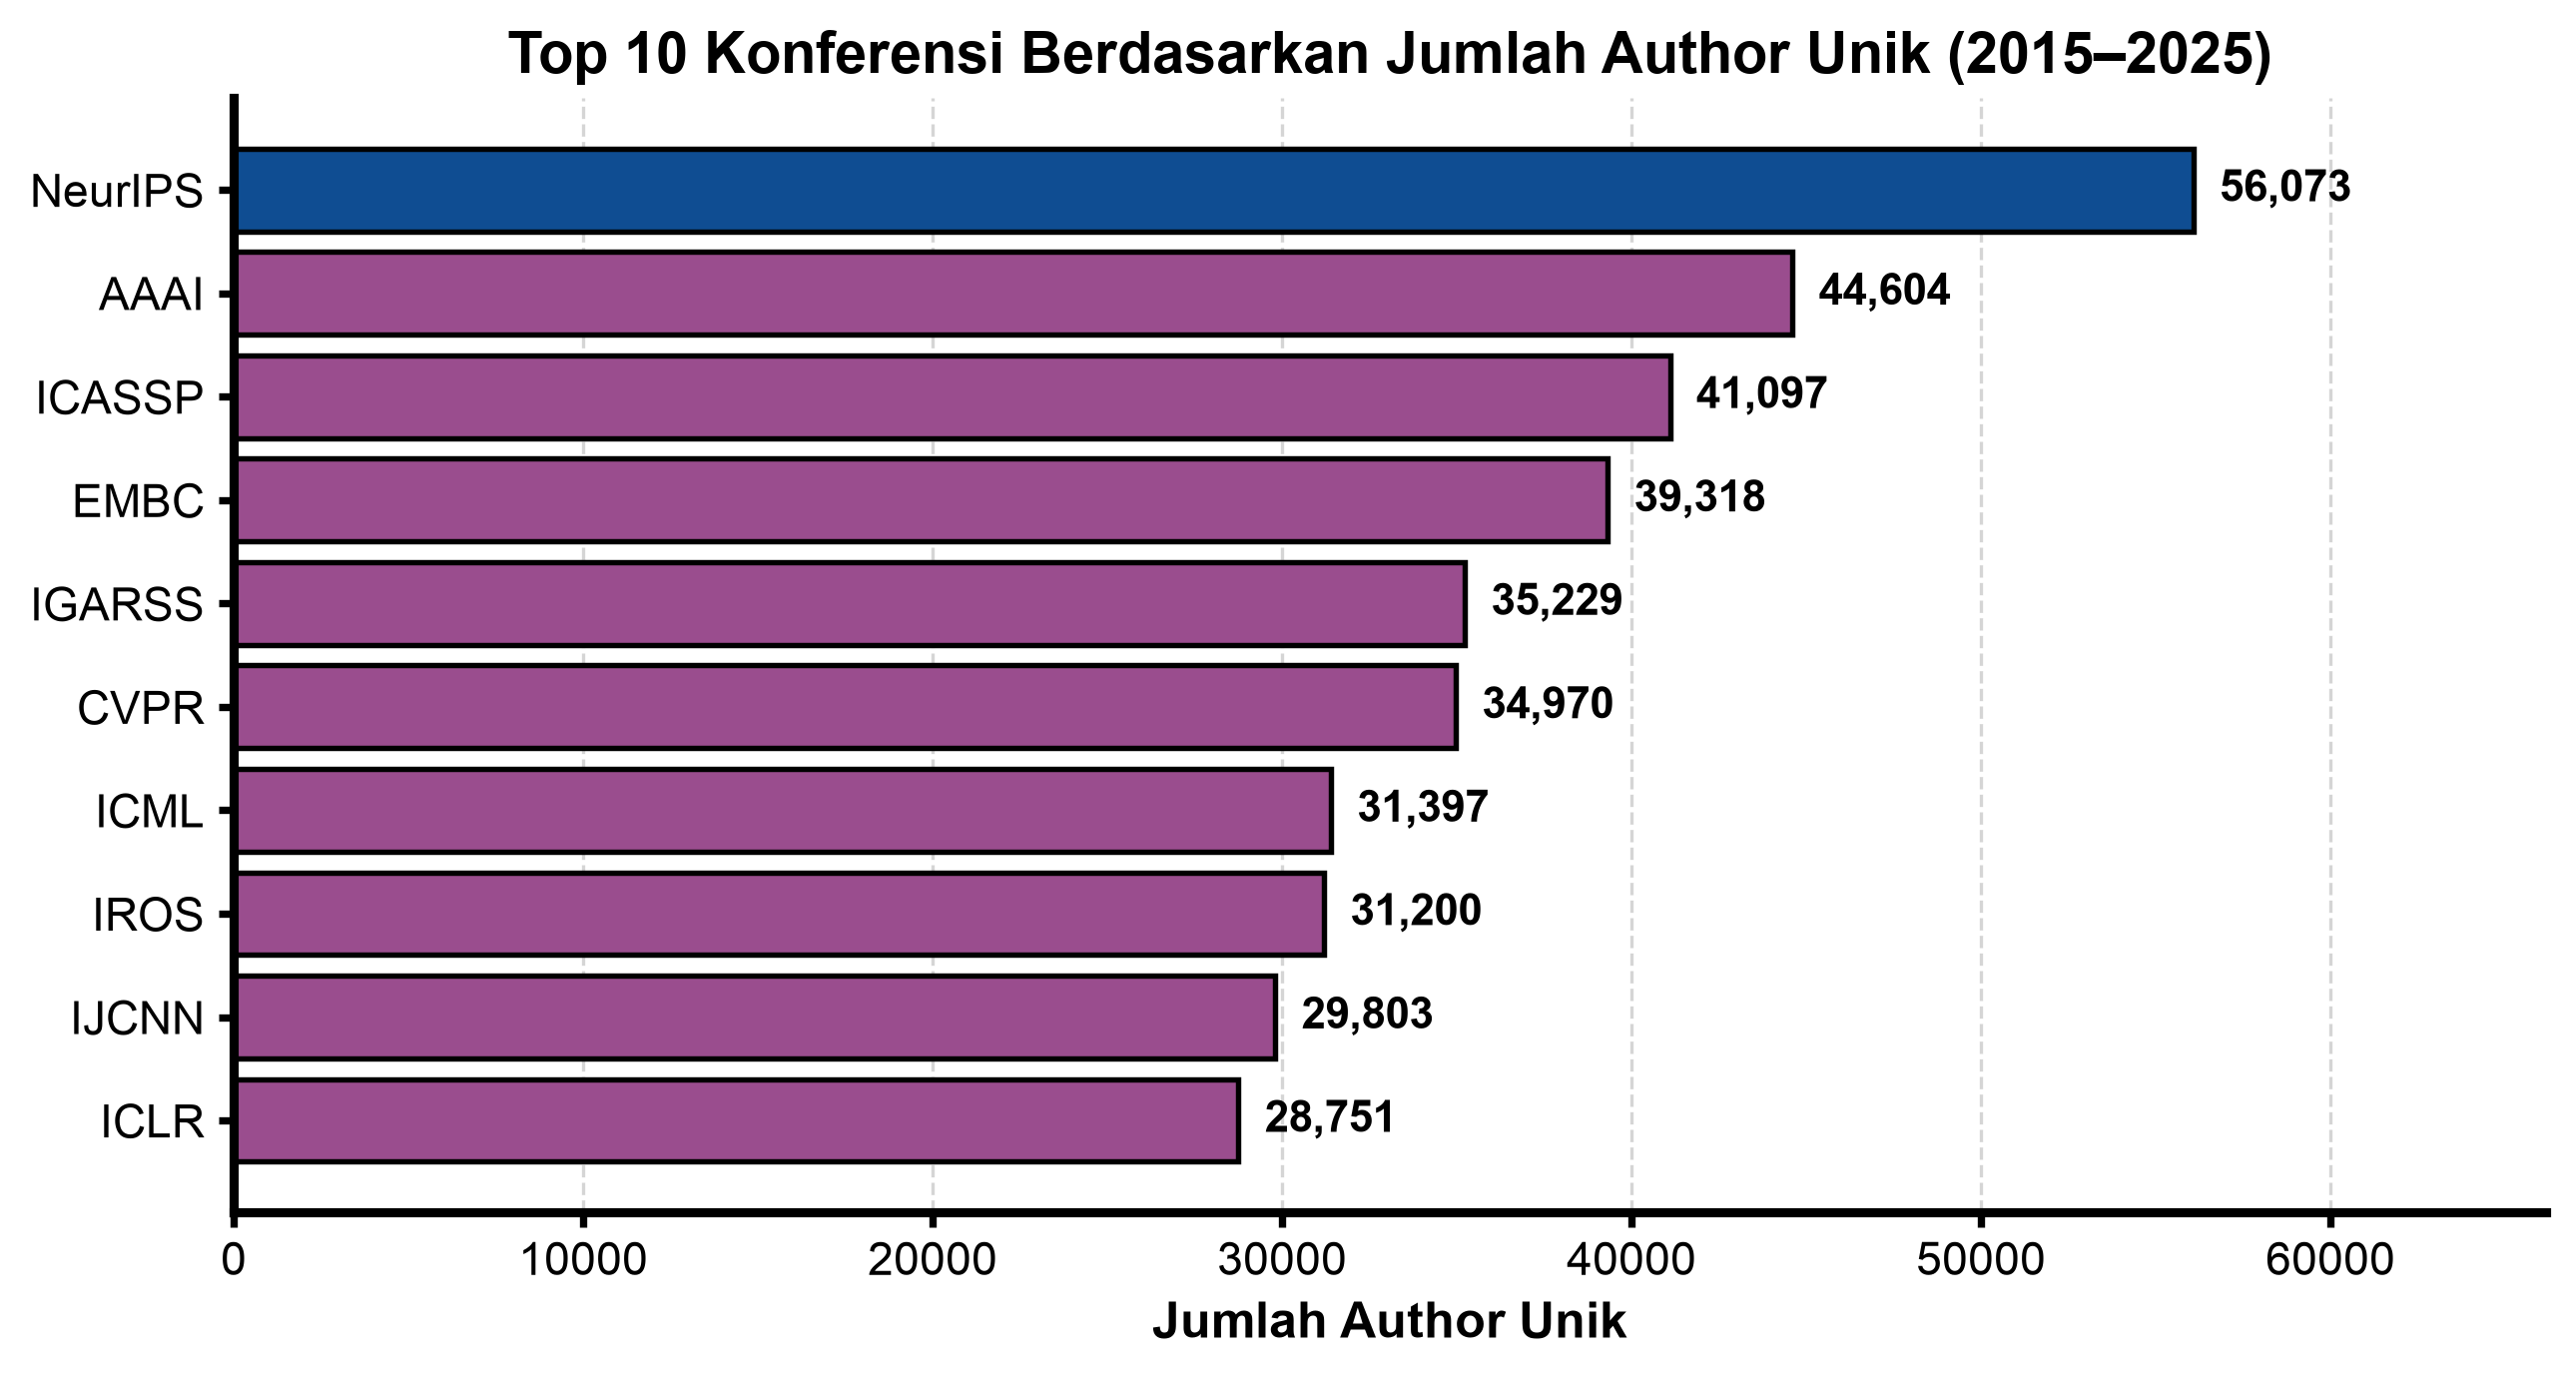 Top 10 Konferensi Berdasarkan Jumlah Author Unik (2015–2025)
NeurIPS 56,073
AAAI 44,604
ICASSP 41,097
EMBC 39,318
IGARSS 35,229
CVPR 34,970
ICML 31,397
IROS 31,200
IJCNN 29,803
ICLR 28,751
0 10000 20000 30000 40000 50000 60000
Jumlah Author Unik